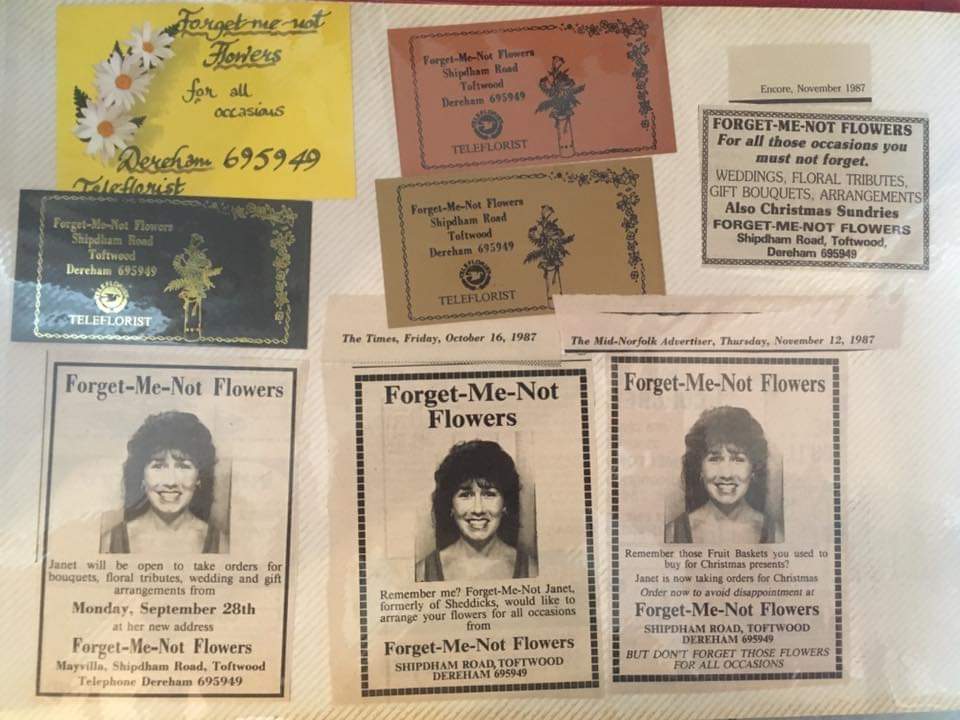 Forget-me-not
Flowers
for all
occasions
Dereham 695949
Teleflorist
Forget-Me-Not Flowers
Shipdham Road
Toftwood
Dereham 695949
TELEFLORIST
Encore, November 1987
FORGET-ME-NOT FLOWERS
For all those occasions you
must not forget.
WEDDINGS, FLORAL TRIBUTES,
GIFT BOUQUETS, ARRANGEMENTS
Also Christmas Sundries
FORGET-ME-NOT FLOWERS
Shipdham Road, Toftwood,
Dereham 695949
Forget-Me-Not Flowers
Shipdham Road
Toftwood
Dereham 695949
TELEFLORIST
Forget-Me-Not Flowers
Shipdham Road
Toftwood
Dereham 695949
TELEFLORIST
The Times, Friday, October 16, 1987
The Mid-Norfolk Advertiser, Thursday, November 12, 1987
Forget-Me-Not Flowers
Janet will be open to take orders for
bouquets, floral tributes, wedding and gift
arrangements from
Monday, September 28th
at her new address
Forget-Me-Not Flowers
Mayvilla, Shipdham Road, Toftwood
Telephone Dereham 695949
Forget-Me-Not
Flowers
Remember me? Forget-Me-Not Janet,
formerly of Sheddicks, would like to
arrange your flowers for all occasions
from
Forget-Me-Not Flowers
SHIPDHAM ROAD, TOFTWOOD
DEREHAM 695949
Forget-Me-Not Flowers
Remember those Fruit Baskets you used to
buy for Christmas presents?
Janet is now taking orders for Christmas
Order now to avoid disappointment at
Forget-Me-Not Flowers
SHIPDHAM ROAD, TOFTWOOD
DEREHAM 695949
BUT DON'T FORGET THOSE FLOWERS
FOR ALL OCCASIONS